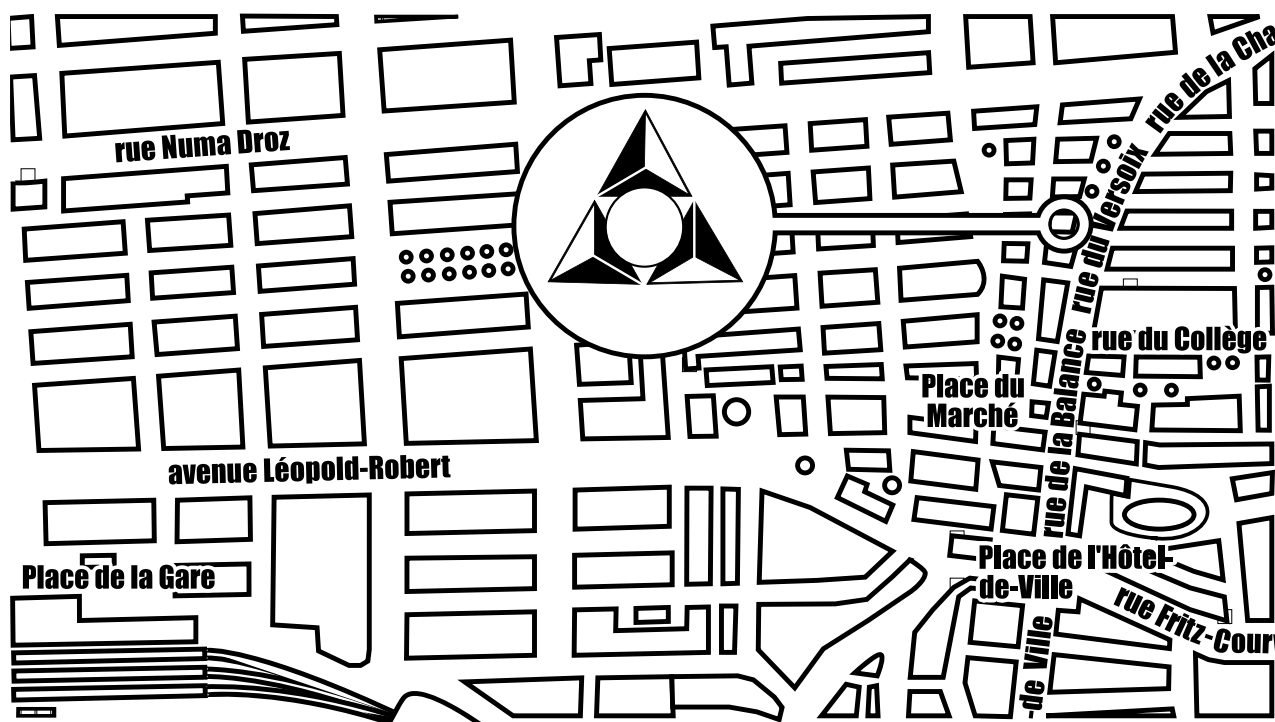 rue de la Cha
rue Numa Droz
rue du Versoix
rue du Collège
rue de la Balance
Place du
Marché
avenue Léopold-Robert
Place de l'Hôtel-
de-Ville
Place de la Gare
rue Fritz-Cour
-de Ville